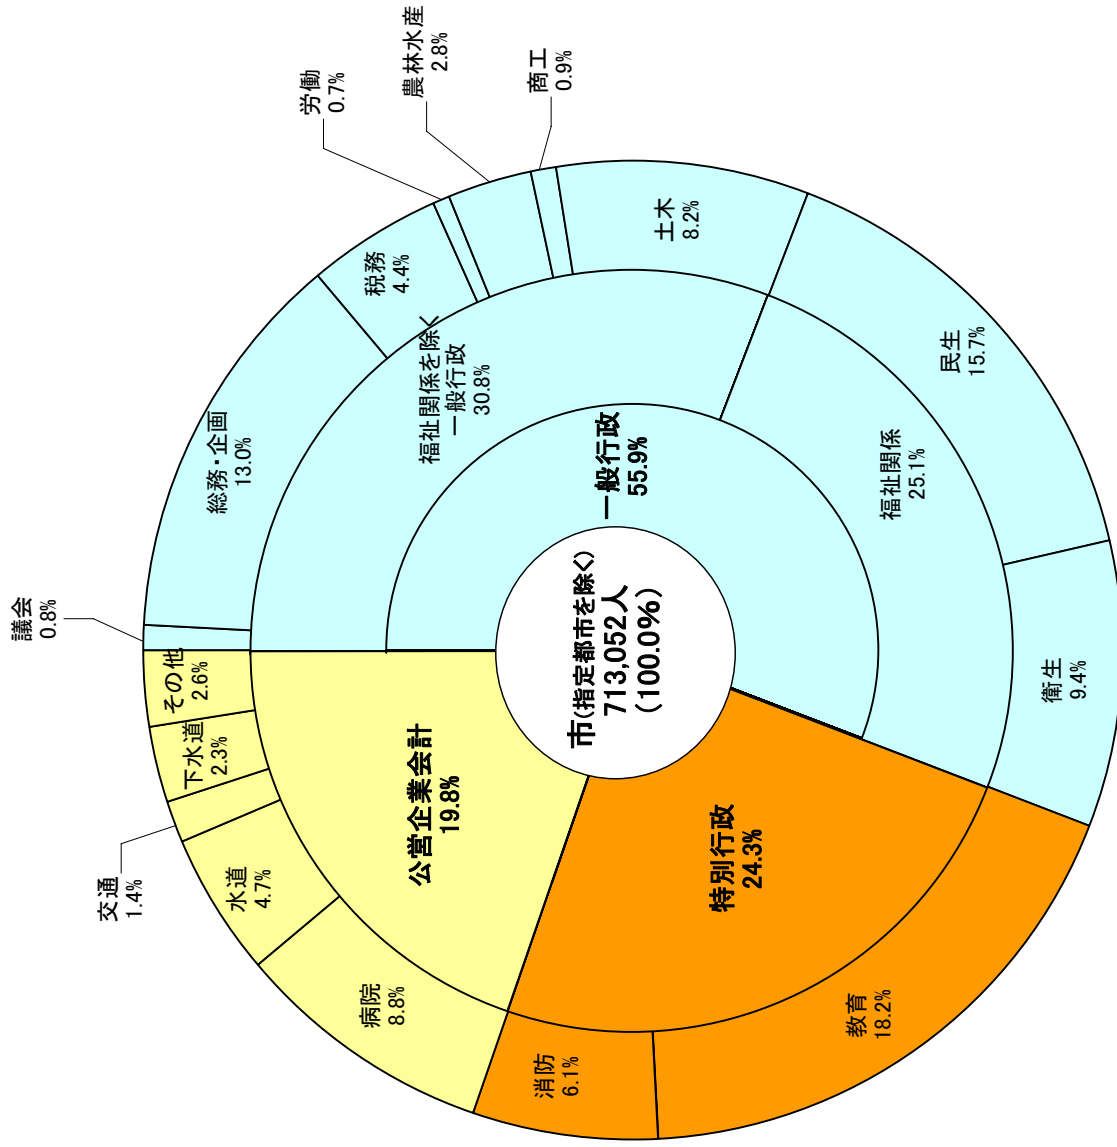 市(指定都市を除く)
713,052人
(100.0%)
一般行政
55.9%
福祉関係を除く
一般行政
30.8%
福祉関係
25.1%
特別行政
24.3%
公営企業会計
19.8%
議会
0.8%
総務・企画
13.0%
税務
4.4%
労働
0.7%
農林水産
2.8%
商工
0.9%
土木
8.2%
民生
15.7%
衛生
9.4%
教育
18.2%
消防
6.1%
病院
8.8%
水道
4.7%
交通
1.4%
下水道
2.3%
その他
2.6%